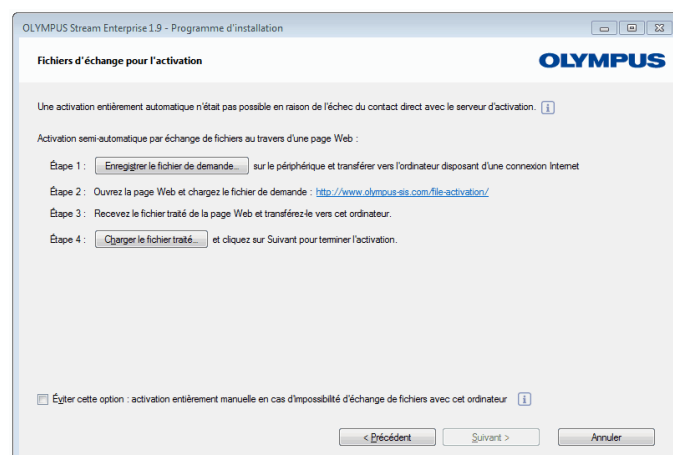 OLYMPUS Stream Enterprise 1.9 - Programme d'installation
Fichiers d'échange pour l'activation
OLYMPUS
Une activation entièrement automatique n'était pas possible en raison de l'échec du contact direct avec le serveur d'activation. i
Activation semi-automatique par échange de fichiers au travers d'une page Web :
Étape 1 : Enregistrer le fichier de demande... sur le périphérique et transférer vers l'ordinateur disposant d'une connexion Internet
Étape 2 : Ouvrez la page Web et chargez le fichier de demande : http://www.olympus-sis.com/file-activation/
Étape 3 : Recevez le fichier traité de la page Web et transférez-le vers cet ordinateur.
Étape 4 : Charger le fichier traité... et cliquez sur Suivant pour terminer l'activation.
Éviter cette option : activation entièrement manuelle en cas d'impossibilité d'échange de fichiers avec cet ordinateur i
< Précédent Suivant > Annuler